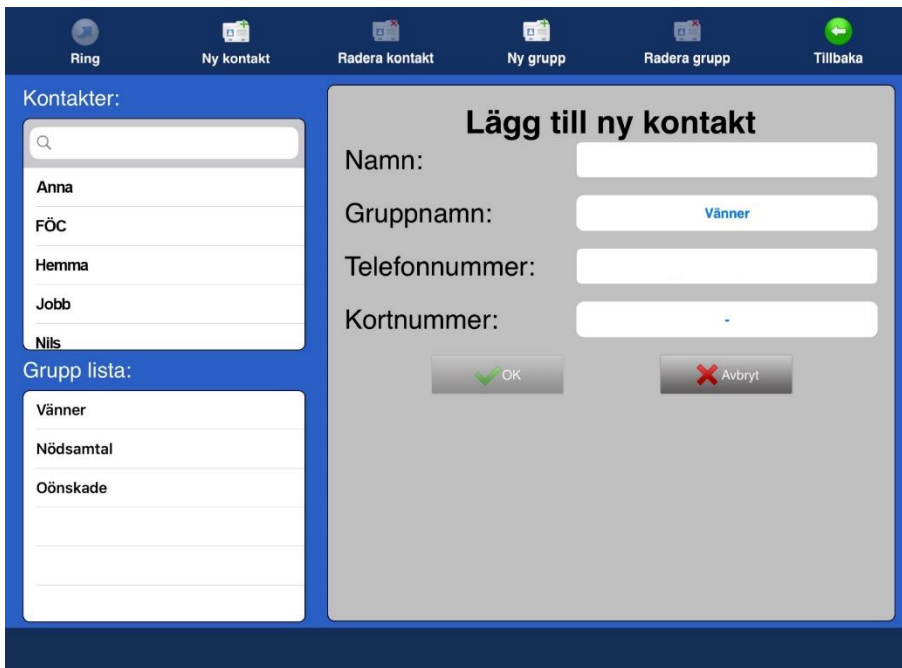 Ring
Ny kontakt
Radera kontakt
Ny grupp
Radera grupp
Tillbaka
Kontakter:
Anna
FÖC
Hemma
Jobb
Nils
Grupp lista:
Vänner
Nödsamtal
Oönskade
Lägg till ny kontakt
Namn:
Gruppnamn:
Vänner
Telefonnummer:
Kortnummer:
-
OK
Avbryt